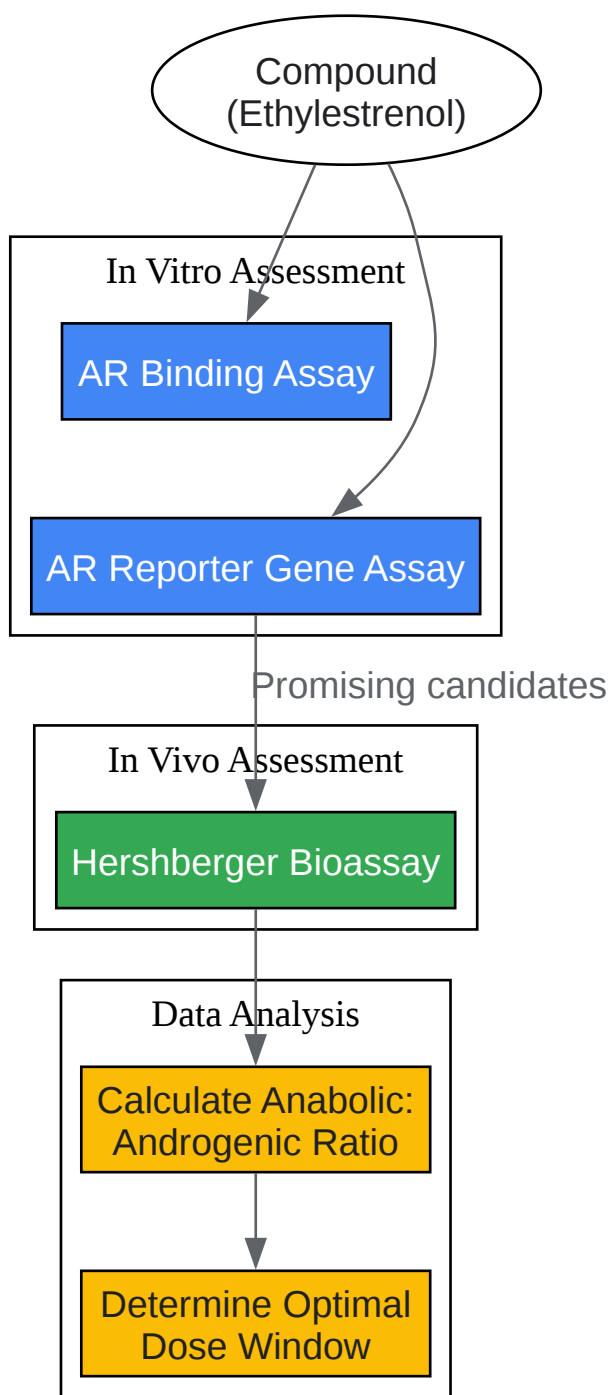 Compound
(Ethylestrenol)
In Vitro Assessment
AR Binding Assay
AR Reporter Gene Assay
Promising candidates
In Vivo Assessment
Hershberger Bioassay
Data Analysis
Calculate Anabolic:
Androgenic Ratio
Determine Optimal
Dose Window